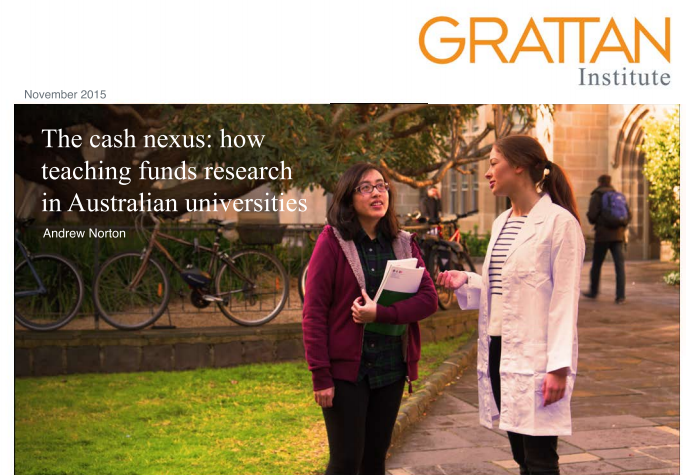 GRATTAN
Institute
November 2015
The cash nexus: how
teaching funds research
in Australian universities
Andrew Norton